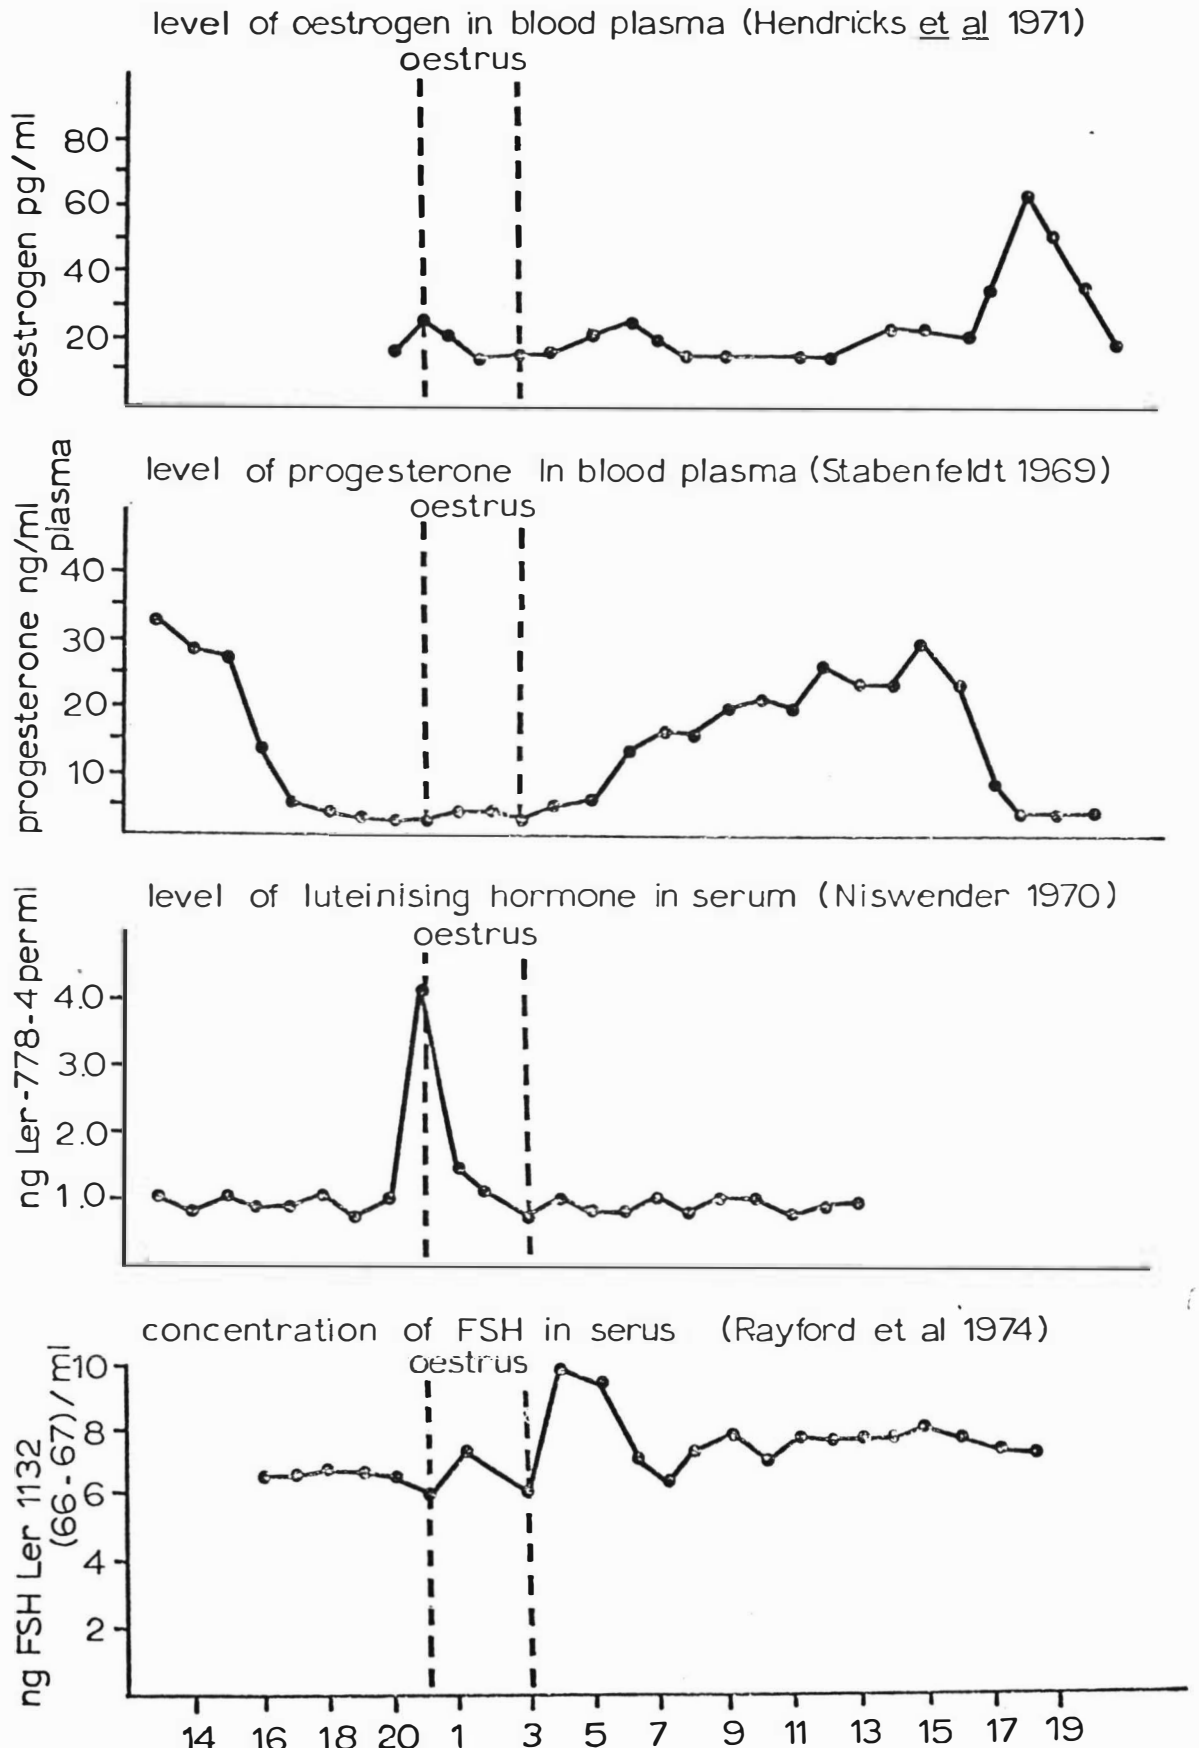 level of oestrogen in blood plasma (Hendricks et al 1971)
oestrus
oestrogen pg/ml
80
60
40
20
level of progesterone In blood plasma (Stabenfeldt 1969)
oestrus
progesterone ng/ml
plasma
40
30
20
10
level of luteinising hormone in serum (Niswender 1970)
oestrus
ng Ler-778-4 per ml
4.0
3.0
2.0
1.0
concentration of FSH in serus (Rayford et al 1974)
oestrus
ng FSH Ler 1132
(66-67)/ml
10
8
6
4
2
14 16 18 20 1 3 5 7 9 11 13 15 17 19